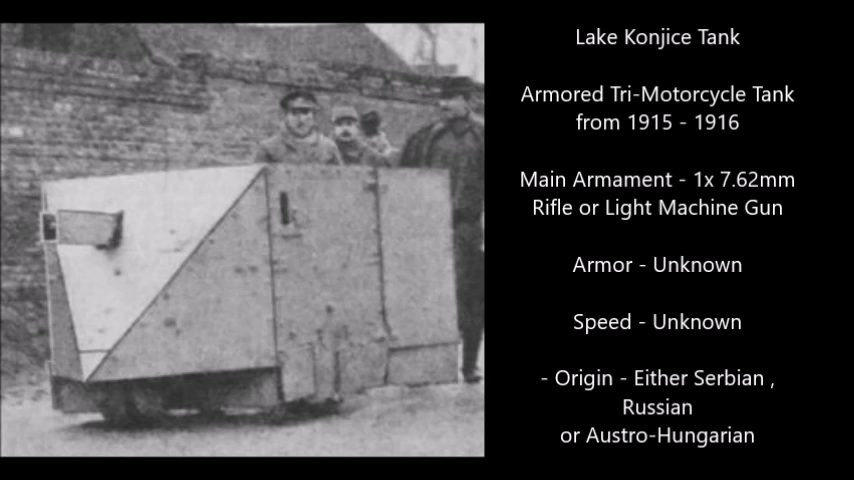 Lake Konjice Tank
Armored Tri-Motorcycle Tank
from 1915 - 1916
Main Armament - 1x 7.62mm
Rifle or Light Machine Gun
Armor - Unknown
Speed - Unknown
- Origin - Either Serbian ,
Russian
or Austro-Hungarian